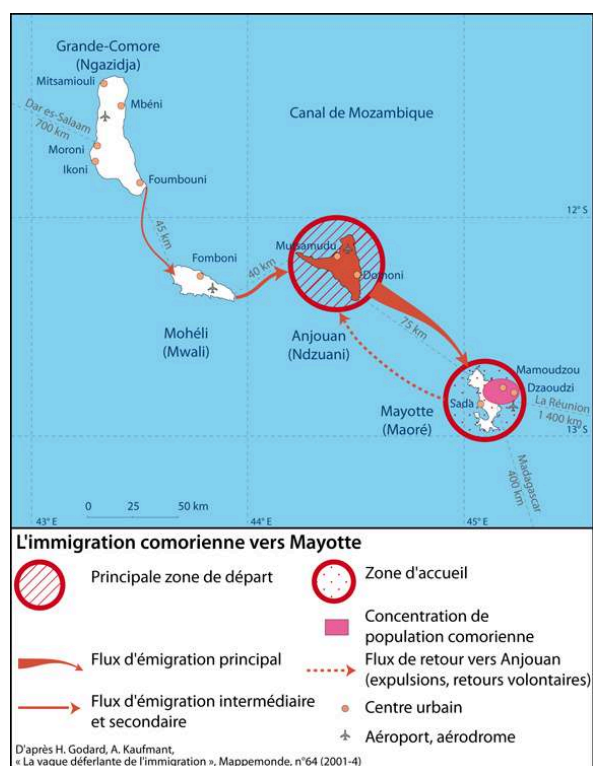 Grande-Comore
(Ngazidja)
Mitsamiouli
Mbéni
Canal de Mozambique
Dar es-Salaam
700 km
Moroni
Ikoni
Foumbouni
12° S
45 km
Mutsamudu
Fomboni
40 km
Domoni
Mohéli
(Mwali)
Anjouan
(Ndzuani)
75 km
Mamoudzou
Dzaoudzi
Sada
La Réunion
1 400 km
Mayotte
(Maoré)
13° S
Madagascar
400 km
0 25 50 km
43° E 44° E 45° E
L'immigration comorienne vers Mayotte
Principale zone de départ
Zone d'accueil
Concentration de
population comorienne
Flux d'émigration principal
Flux de retour vers Anjouan
(expulsions, retours volontaires)
Flux d'émigration intermédiaire
et secondaire
Centre urbain
Aéroport, aérodrome
D'après H. Godard, A. Kaufmant,
« La vague déferlante de l'immigration », Mappemonde, n°64 (2001-4)